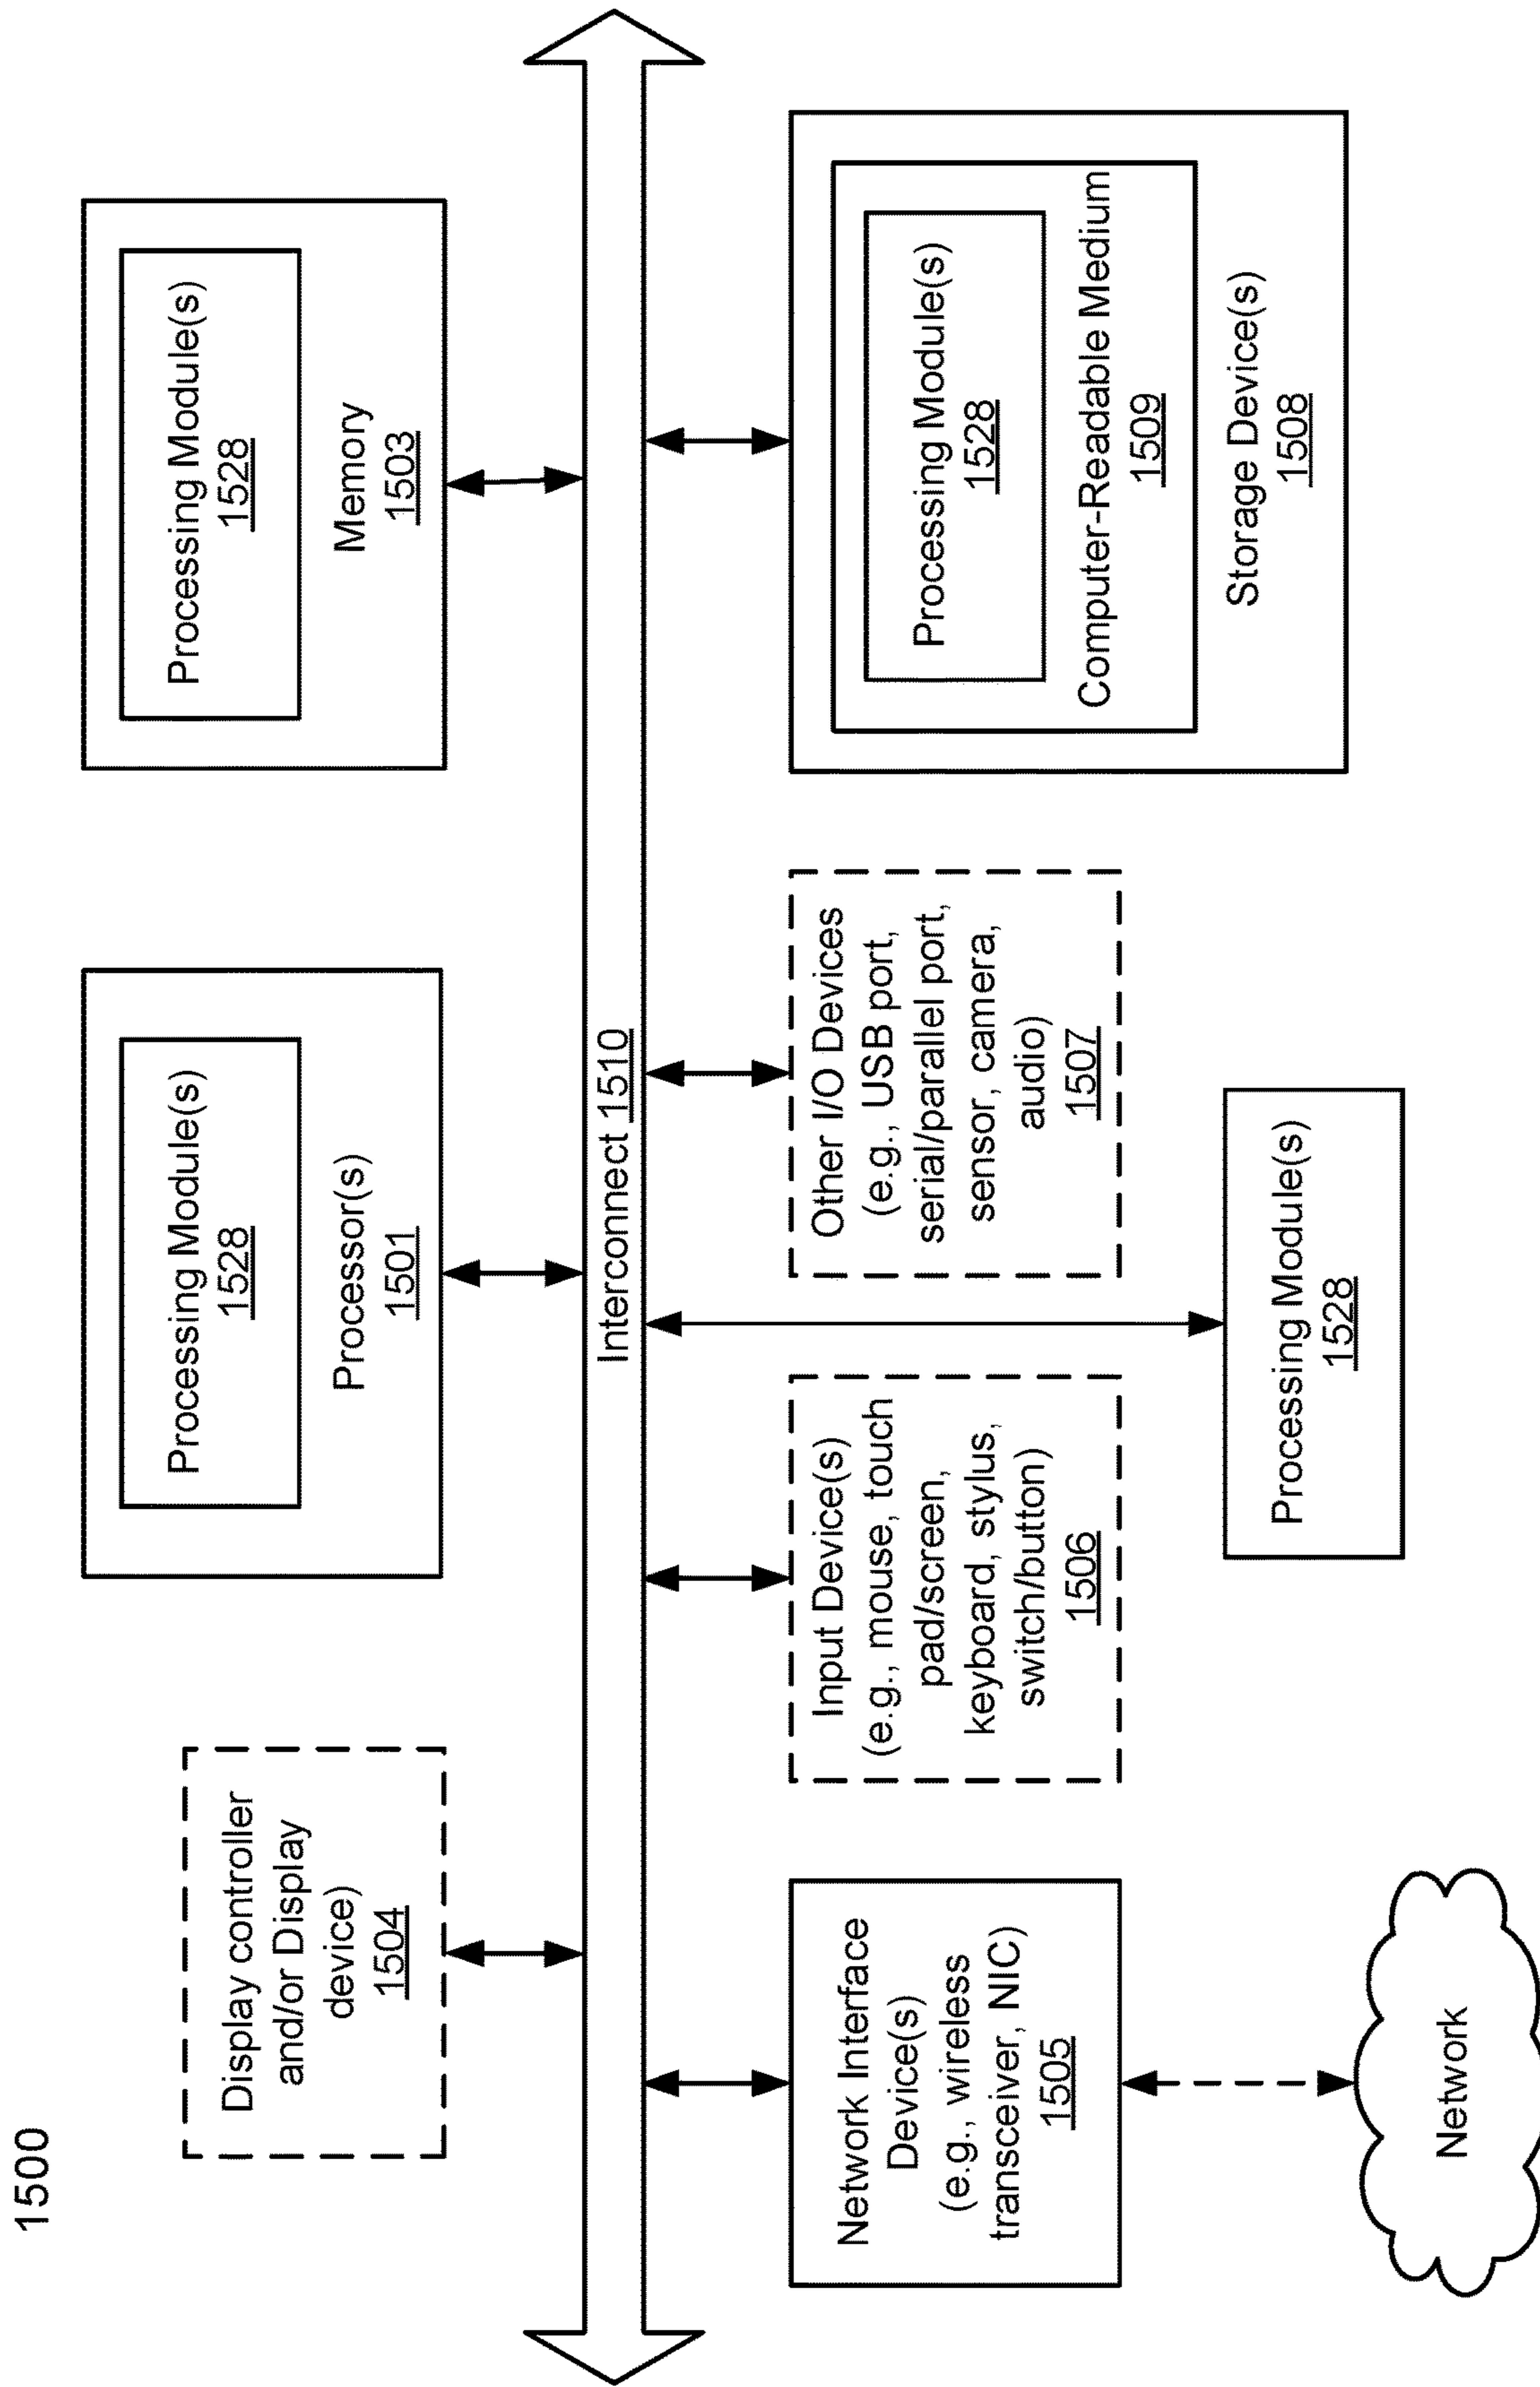 1500
Display controller
and/or Display
device)
1504
Processing Module(s)
1528
Processor(s)
1501
Processing Module(s)
1528
Memory
1503
Interconnect 1510
Network Interface
Device(s)
(e.g., wireless
transceiver, NIC)
1505
Input Device(s)
(e.g., mouse, touch
pad/screen,
keyboard, stylus,
switch/button)
1506
Other I/O Devices
(e.g., USB port,
serial/parallel port,
sensor, camera,
audio)
1507
Processing Module(s)
1528
Computer-Readable Medium
1509
Storage Device(s)
1508
Processing Module(s)
1528
Network